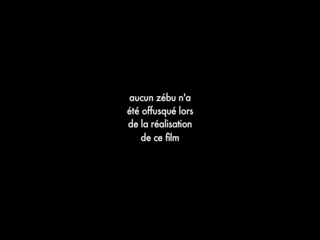 aucun zébu n'a
été offusqué lors
de la réalisation
de ce film